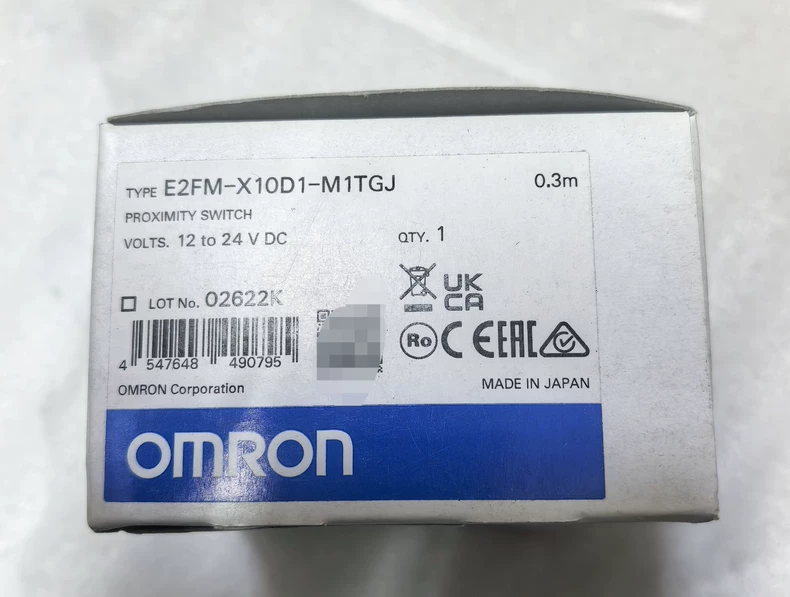 TYPE E2FM-X10D1-M1TGJ 0.3m
PROXIMITY SWITCH
VOLTS. 12 to 24 V DC QTY. 1
LOT No. 02622K
UK
CA
Ro CE EAC
4 547648 490795
OMRON Corporation MADE IN JAPAN
OMRON